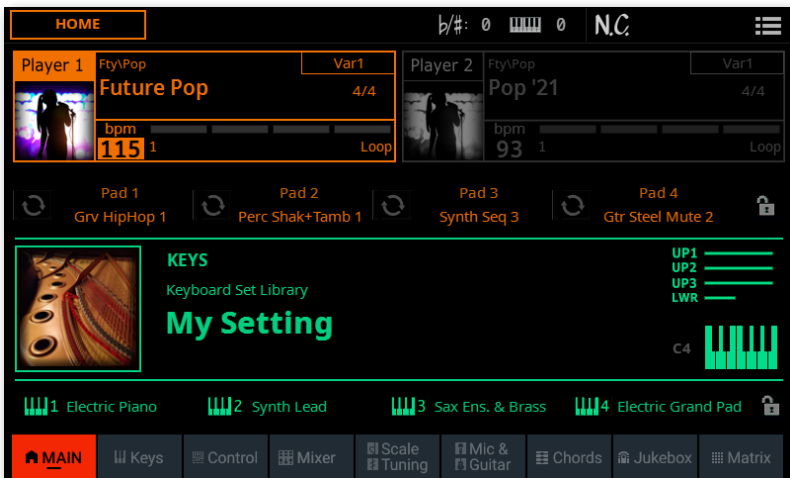 HOME
b/#: 0 0 N.C.
Player 1 Fty\Pop Var1
Future Pop 4/4
bpm
115 1 Loop
Player 2 Fty\Pop Var1
Pop '21 4/4
bpm
93 1 Loop
Pad 1
Grv HipHop 1
Pad 2
Perc Shak+Tamb 1
Pad 3
Synth Seq 3
Pad 4
Gtr Steel Mute 2
KEYS
Keyboard Set Library
My Setting
UP1
UP2
UP3
LWR
C4
1 Electric Piano
2 Synth Lead
3 Sax Ens. & Brass
4 Electric Grand Pad
MAIN
Keys
Control
Mixer
Scale
Tuning
Mic &
Guitar
Chords
Jukebox
Matrix